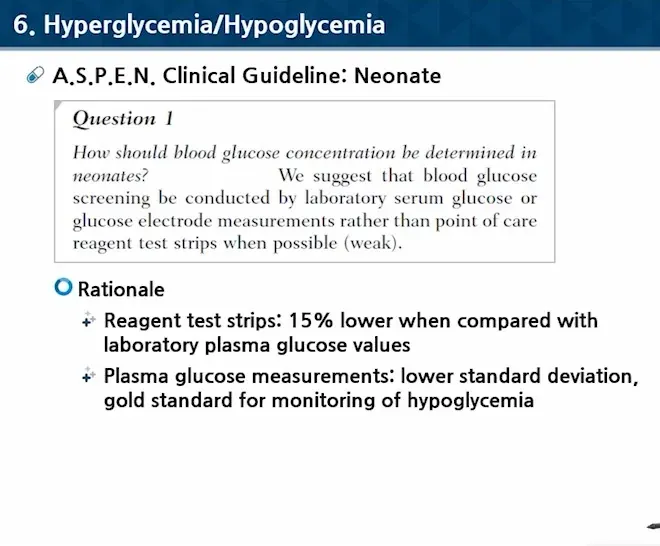 6. Hyperglycemia/Hypoglycemia
A.S.P.E.N. Clinical Guideline: Neonate
Question 1
How should blood glucose concentration be determined in
neonates? We suggest that blood glucose
screening be conducted by laboratory serum glucose or
glucose electrode measurements rather than point of care
reagent test strips when possible (weak).
Rationale
Reagent test strips: 15% lower when compared with
laboratory plasma glucose values
Plasma glucose measurements: lower standard deviation,
gold standard for monitoring of hypoglycemia